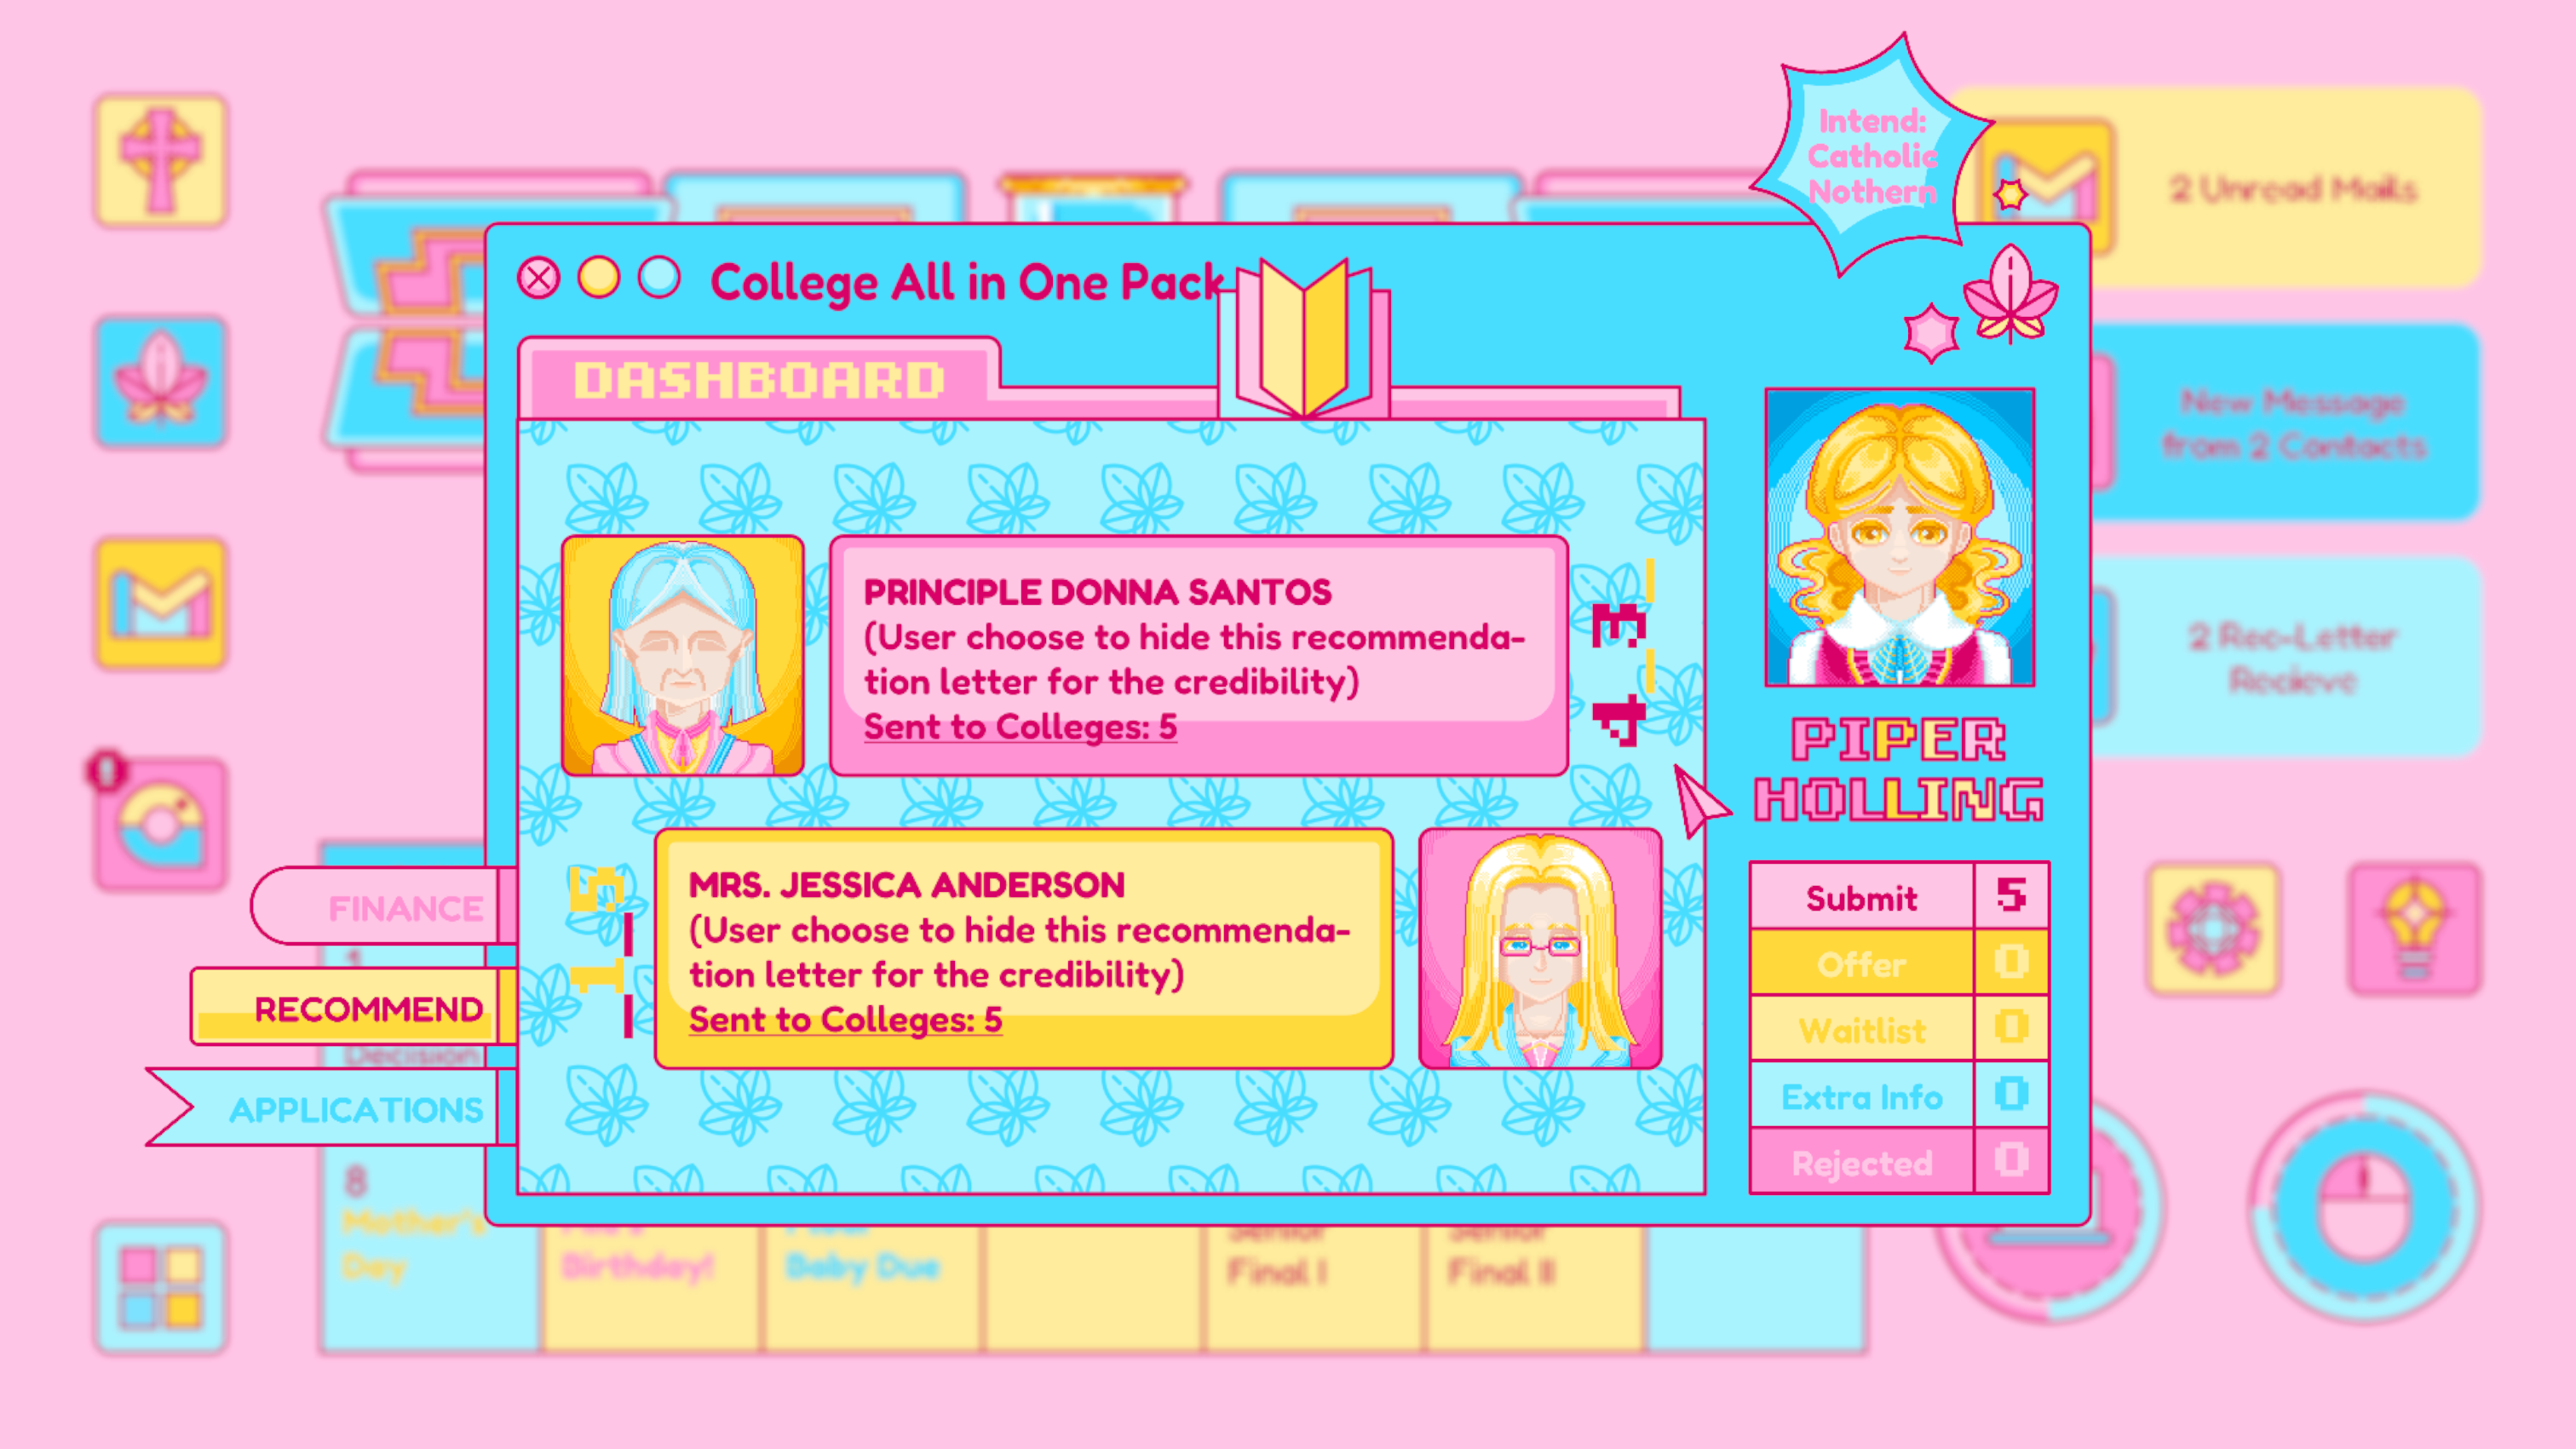 Intend:
Catholic
Nothern
2 Unread Mails
College All in One Pack
DASHBOARD
New Message
from 2 Contacts
PRINCIPLE DONNA SANTOS
(User choose to hide this recommenda-
tion letter for the credibility)
Sent to Colleges: 5
2 Rec-Letter
Recieve
PIPER
HOLLING
MRS. JESSICA ANDERSON
(User choose to hide this recommenda-
tion letter for the credibility)
Sent to Colleges: 5
FINANCE
RECOMMEND
Decision
APPLICATIONS
Submit 5
Offer 0
Waitlist 0
Extra Info 0
Rejected 0
8
Mother's
Day
Birthday!
Baby Due
Senior
Final I
Senior
Final II